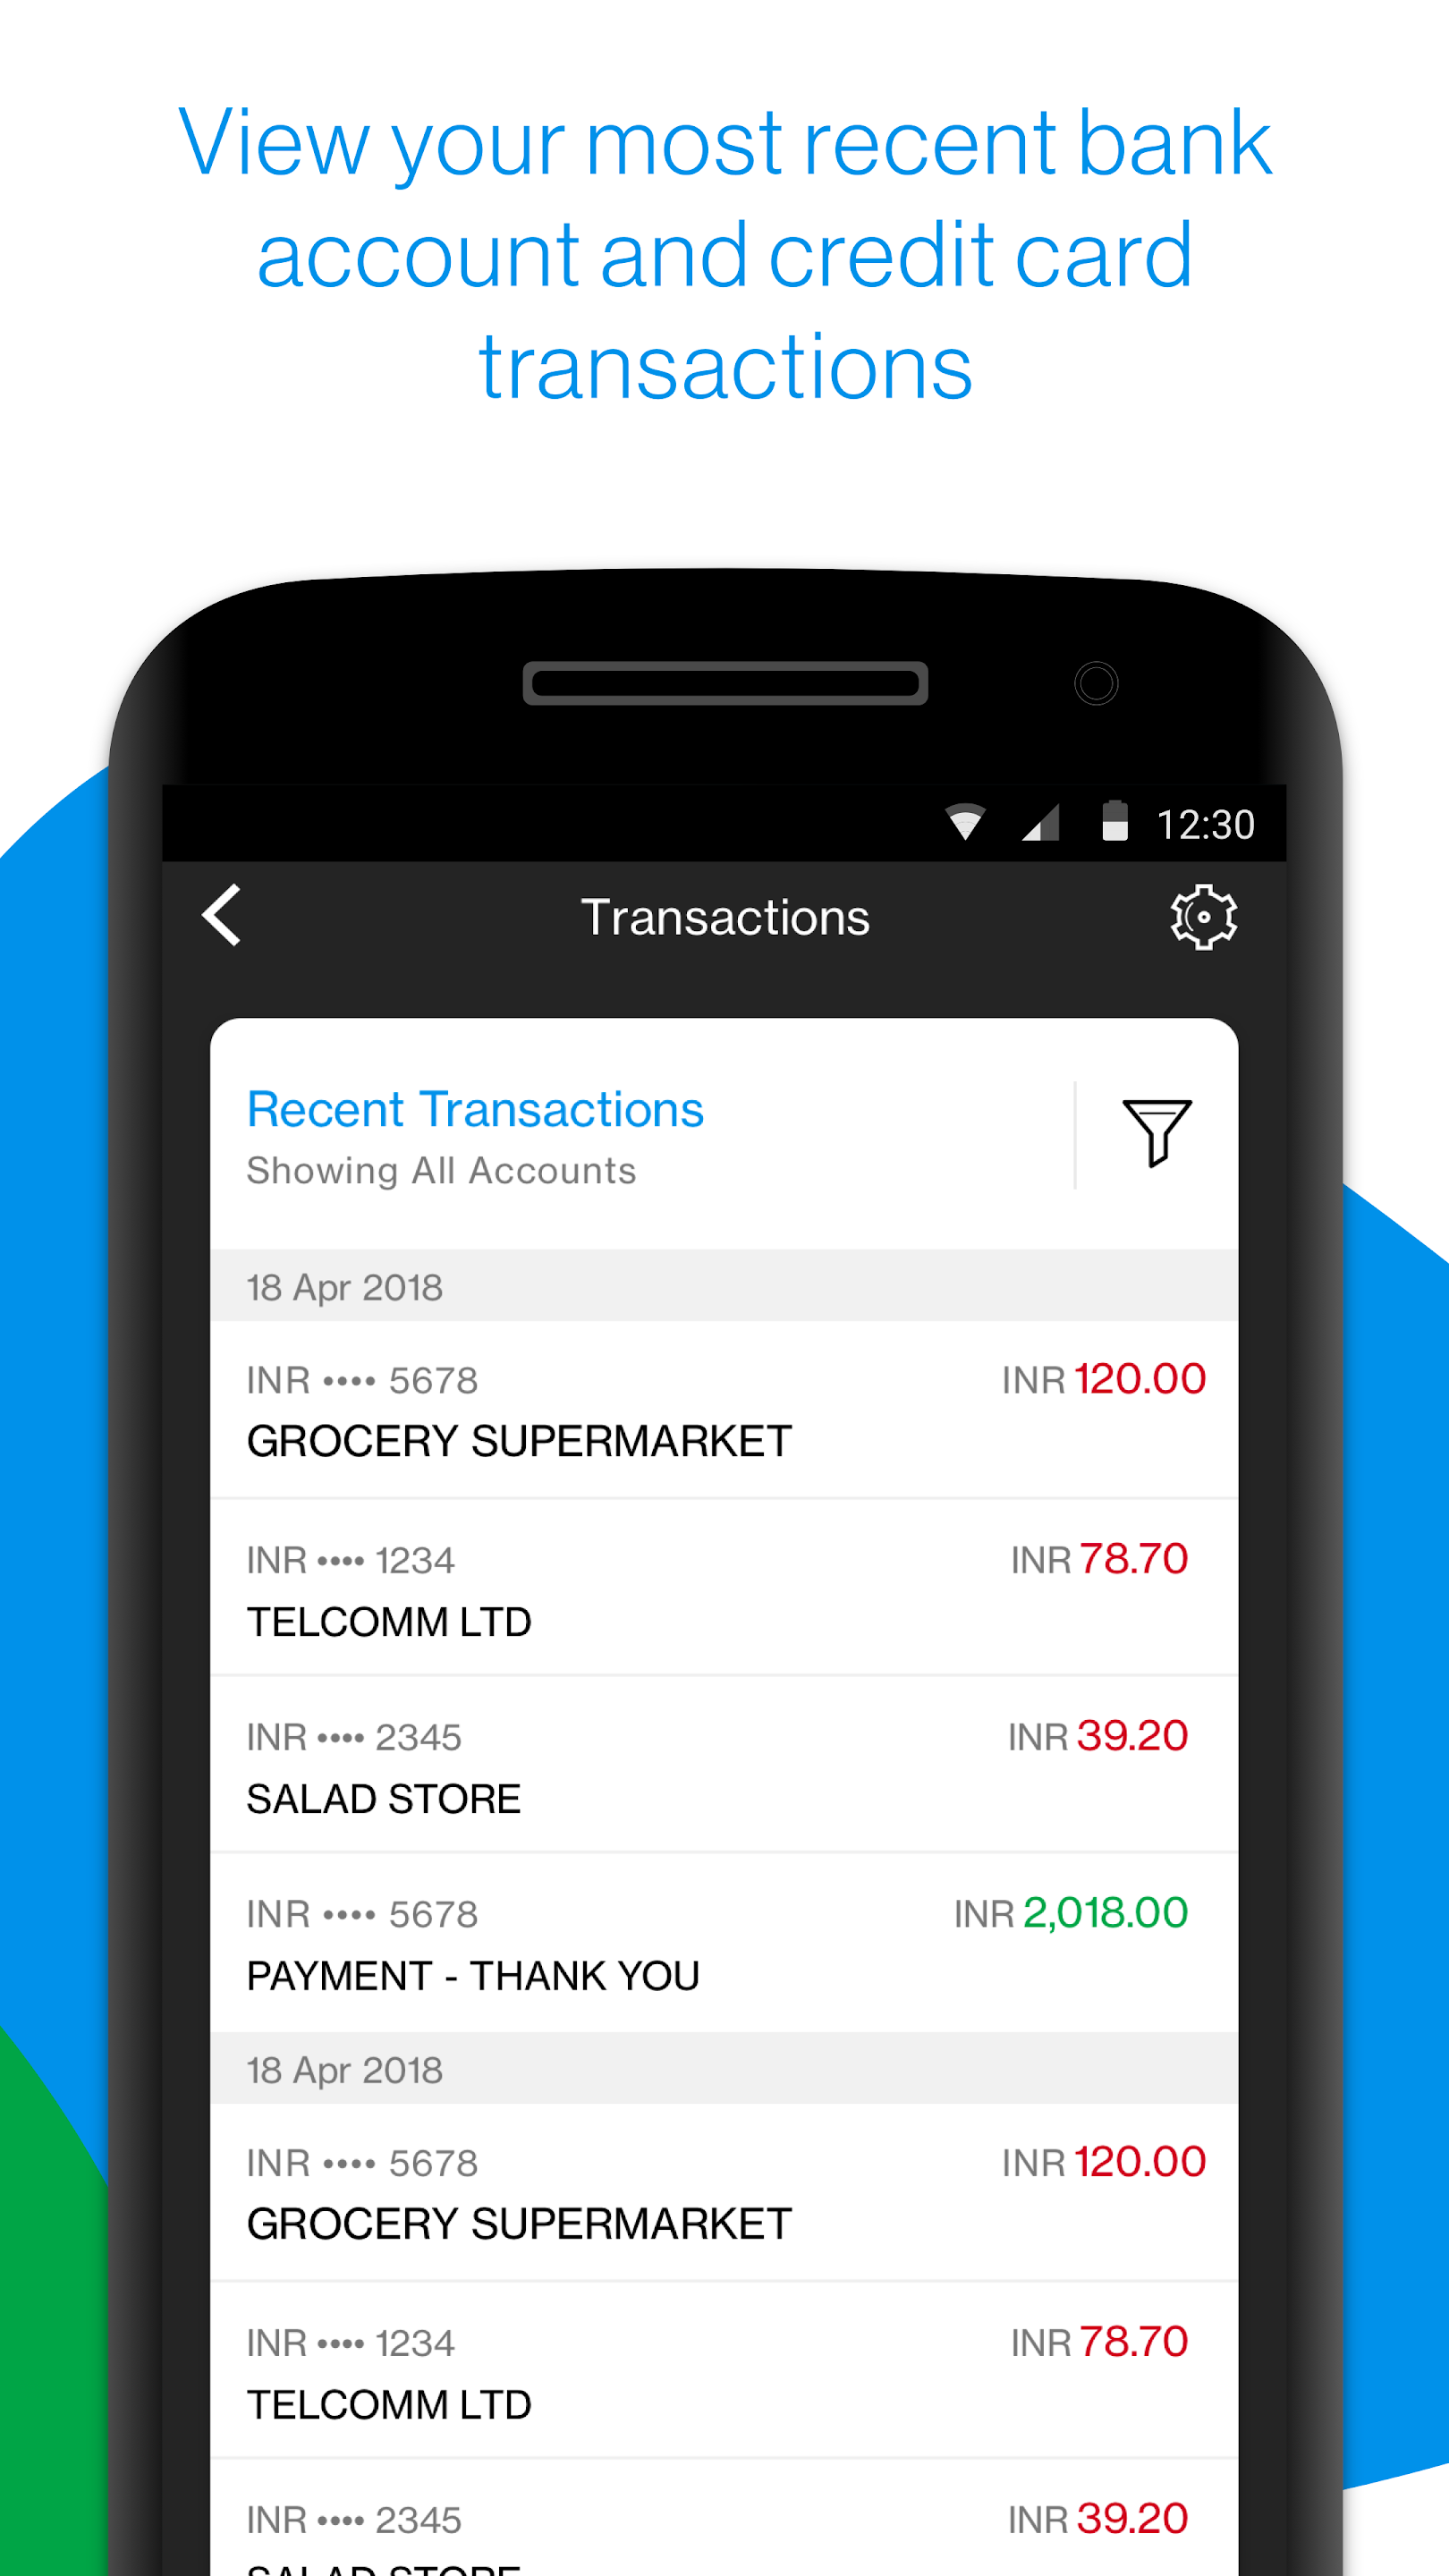 View your most recent bank
account and credit card
transactions
12:30
Transactions
Recent Transactions
Showing All Accounts
18 Apr 2018
INR •••• 5678 INR 120.00
GROCERY SUPERMARKET
INR •••• 1234 INR 78.70
TELCOMM LTD
INR •••• 2345 INR 39.20
SALAD STORE
INR •••• 5678 INR 2,018.00
PAYMENT - THANK YOU
18 Apr 2018
INR •••• 5678 INR 120.00
GROCERY SUPERMARKET
INR •••• 1234 INR 78.70
TELCOMM LTD
INR •••• 2345 INR 39.20
SALAD STORE